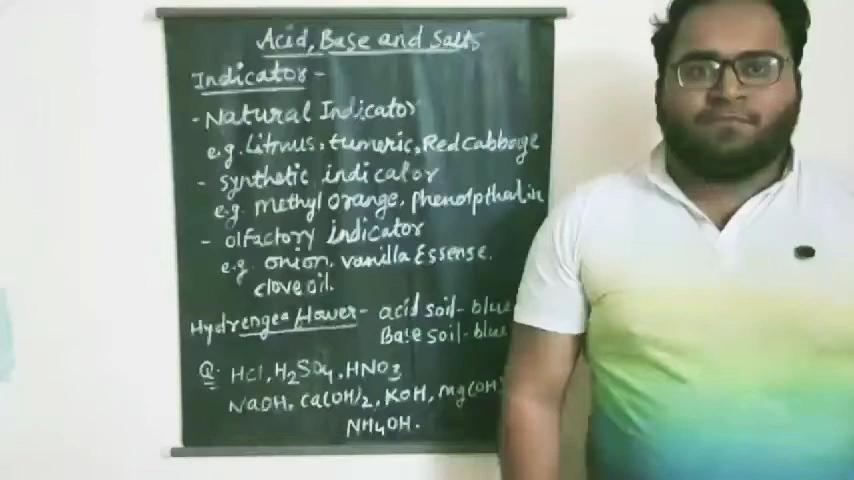 Acid, Base and Salts
Indicator -
- Natural Indicator
e.g. Litmus, tumeric, Red Cabbage
- synthetic indicator
e.g. methyl orange, phenolpthalin
- olfactory indicator
e.g. onion, vanilla Essense,
clove oil.
Hydrengea flower - acid soil - blue
Base soil - blue
Q. HCl, H2SO4, HNO3
NaOH, Ca(OH)2, KOH, Mg(OH)
NH4OH.